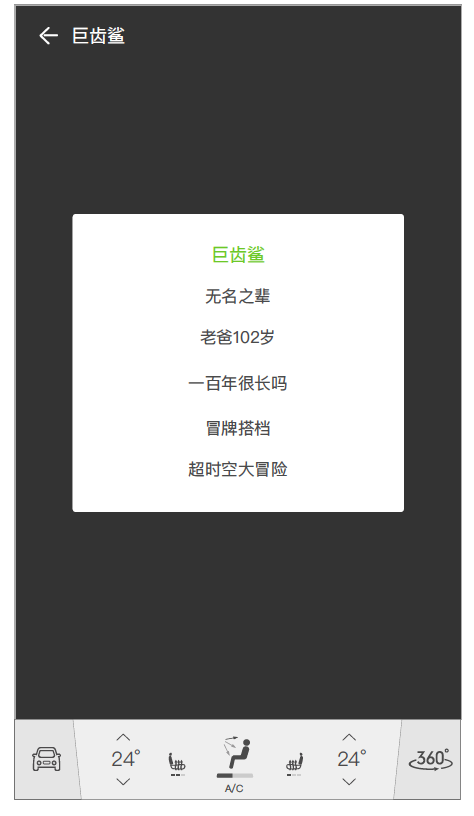 巨齿鲨
巨齿鲨
无名之辈
老爸102岁
一百年很长吗
冒牌搭档
超时空大冒险
24°
A/C
24°
360°